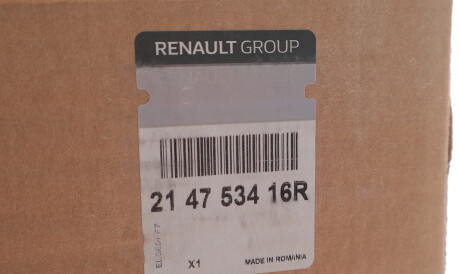 RENAULT GROUP
21 47 534 16R
X1
MADE IN ROMANIA